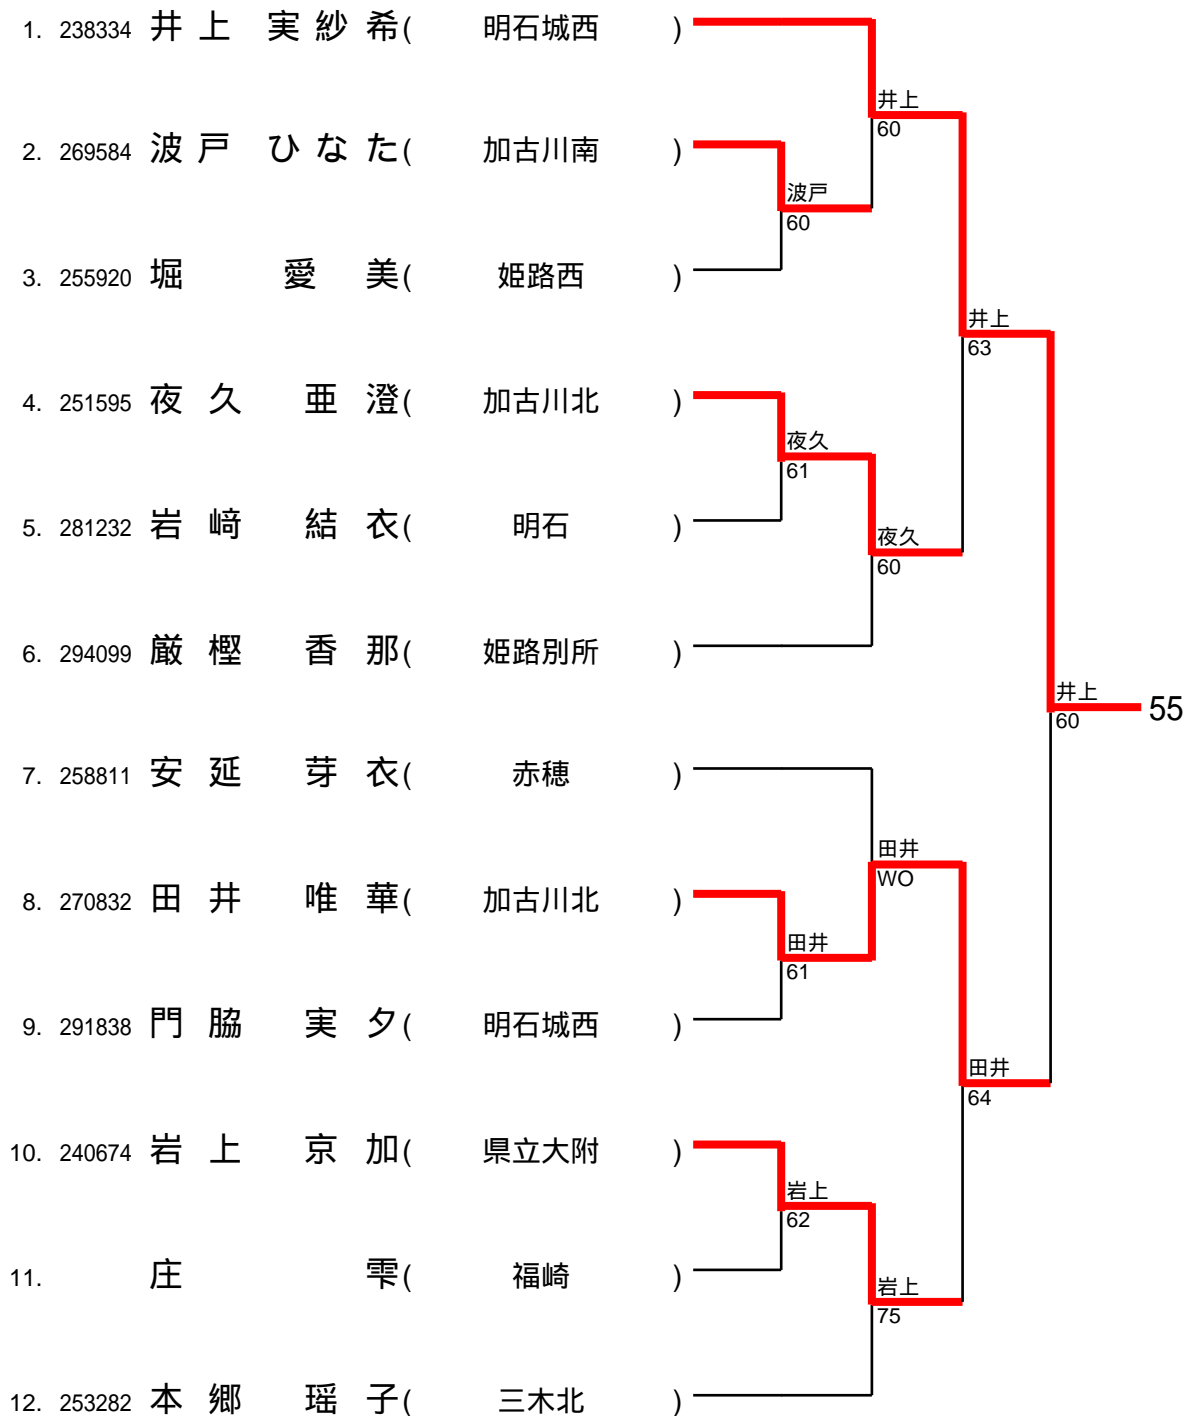 1. 238334 井上 実紗希( 明石城西 )
井上
60
2. 269584 波戸 ひなた( 加古川南 )
波戸
60
3. 255920 堀 愛美( 姫路西 )
井上
63
4. 251595 夜久 亜澄( 加古川北 )
夜久
61
5. 281232 岩﨑 結衣( 明石 )
夜久
60
6. 294099 厳樫 香那( 姫路別所 )
井上
60
55
7. 258811 安延 芽衣( 赤穂 )
田井
WO
8. 270832 田井 唯華( 加古川北 )
田井
61
9. 291838 門脇 実夕( 明石城西 )
田井
64
10. 240674 岩上 京加( 県立大附 )
岩上
62
11. 庄 雫( 福崎 )
岩上
75
12. 253282 本郷 瑶子( 三木北 )